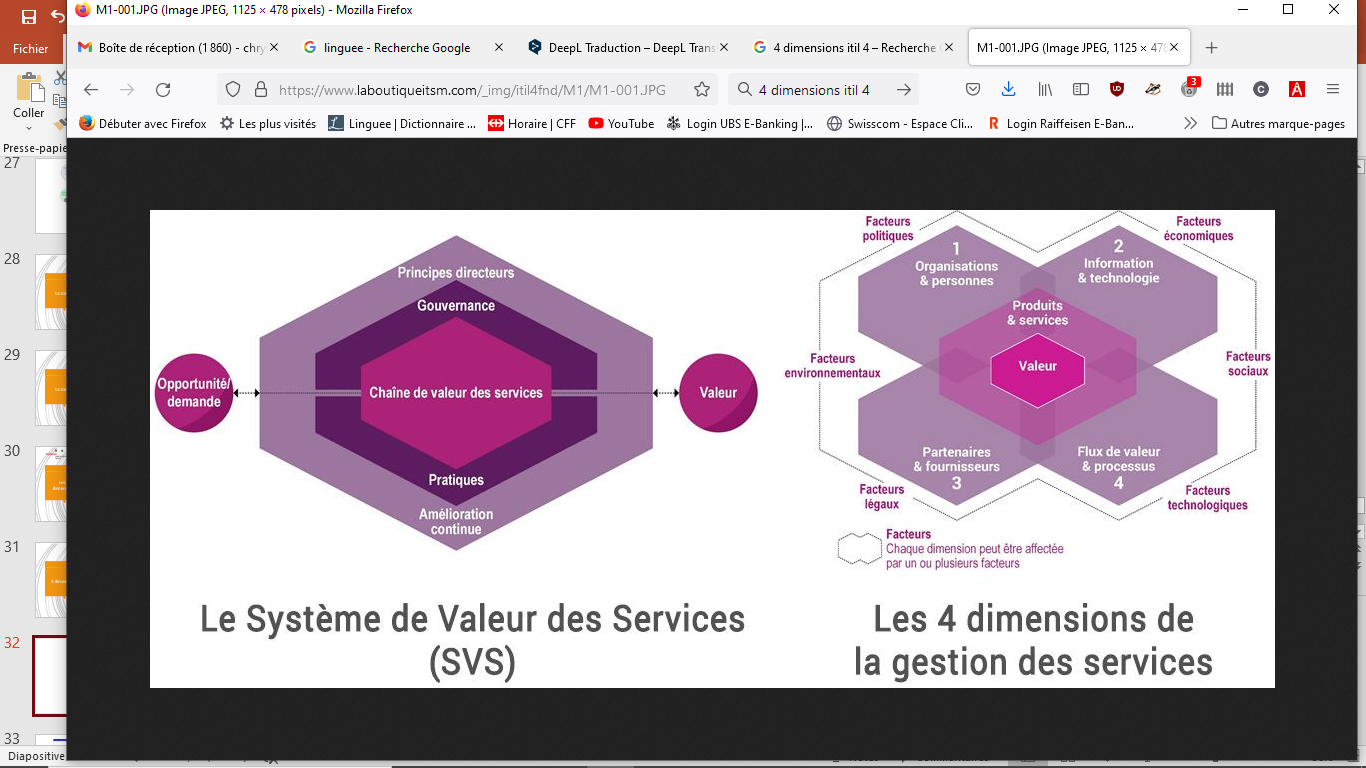 M1-001.JPG (Image JPEG, 1125 × 478 pixels) - Mozilla Firefox
Boîte de réception (1 860) - chry
linguee - Recherche Google
DeepL Traduction – DeepL Trans
4 dimensions itil 4 – Recherche
M1-001.JPG (Image JPEG, 1125 × 478
Fichier
https://www.laboutiqueitsm.com/_img/itil4fnd/M1/M1-001.JPG
4 dimensions itil 4
3
Coller
Débuter avec Firefox
Les plus visités
Linguee | Dictionnaire ...
Horaire | CFF
YouTube
Login UBS E-Banking |...
Swisscom - Espace Cli...
Login Raiffeisen E-Ban...
Autres marque-pages
Presse-papie
27
28
29
30
31
32
33
Diapositive
Principes directeurs
Gouvernance
Opportunité/
demande
Chaîne de valeur des services
Valeur
Pratiques
Amélioration
continue
Le Système de Valeur des Services
(SVS)
Facteurs
politiques
Facteurs
économiques
1
Organisations
& personnes
2
Information
& technologie
Produits
& services
Facteurs
environnementaux
Valeur
Facteurs
sociaux
Partenaires
& fournisseurs
3
Flux de valeur
& processus
4
Facteurs
légaux
Facteurs
technologiques
Facteurs
Chaque dimension peut être affectée
par un ou plusieurs facteurs
Les 4 dimensions de
la gestion des services